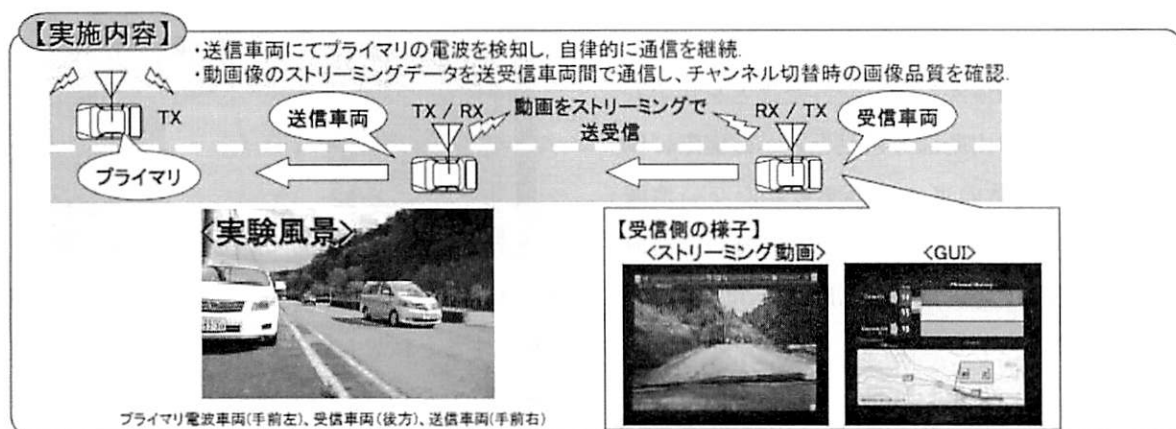 【実施内容】
・送信車両にてプライマリの電波を検知し, 自律的に通信を継続.
・動画像のストリーミングデータを送受信車両間で通信し、チャンネル切替時の画像品質を確認.
TX
プライマリ
送信車両
TX / RX
動画をストリーミングで
送受信
RX / TX
受信車両
<実験風景>
プライマリ電波車両(手前左)、受信車両(後方)、送信車両(手前右)
【受信側の様子】
<ストリーミング動画>
<GUI>